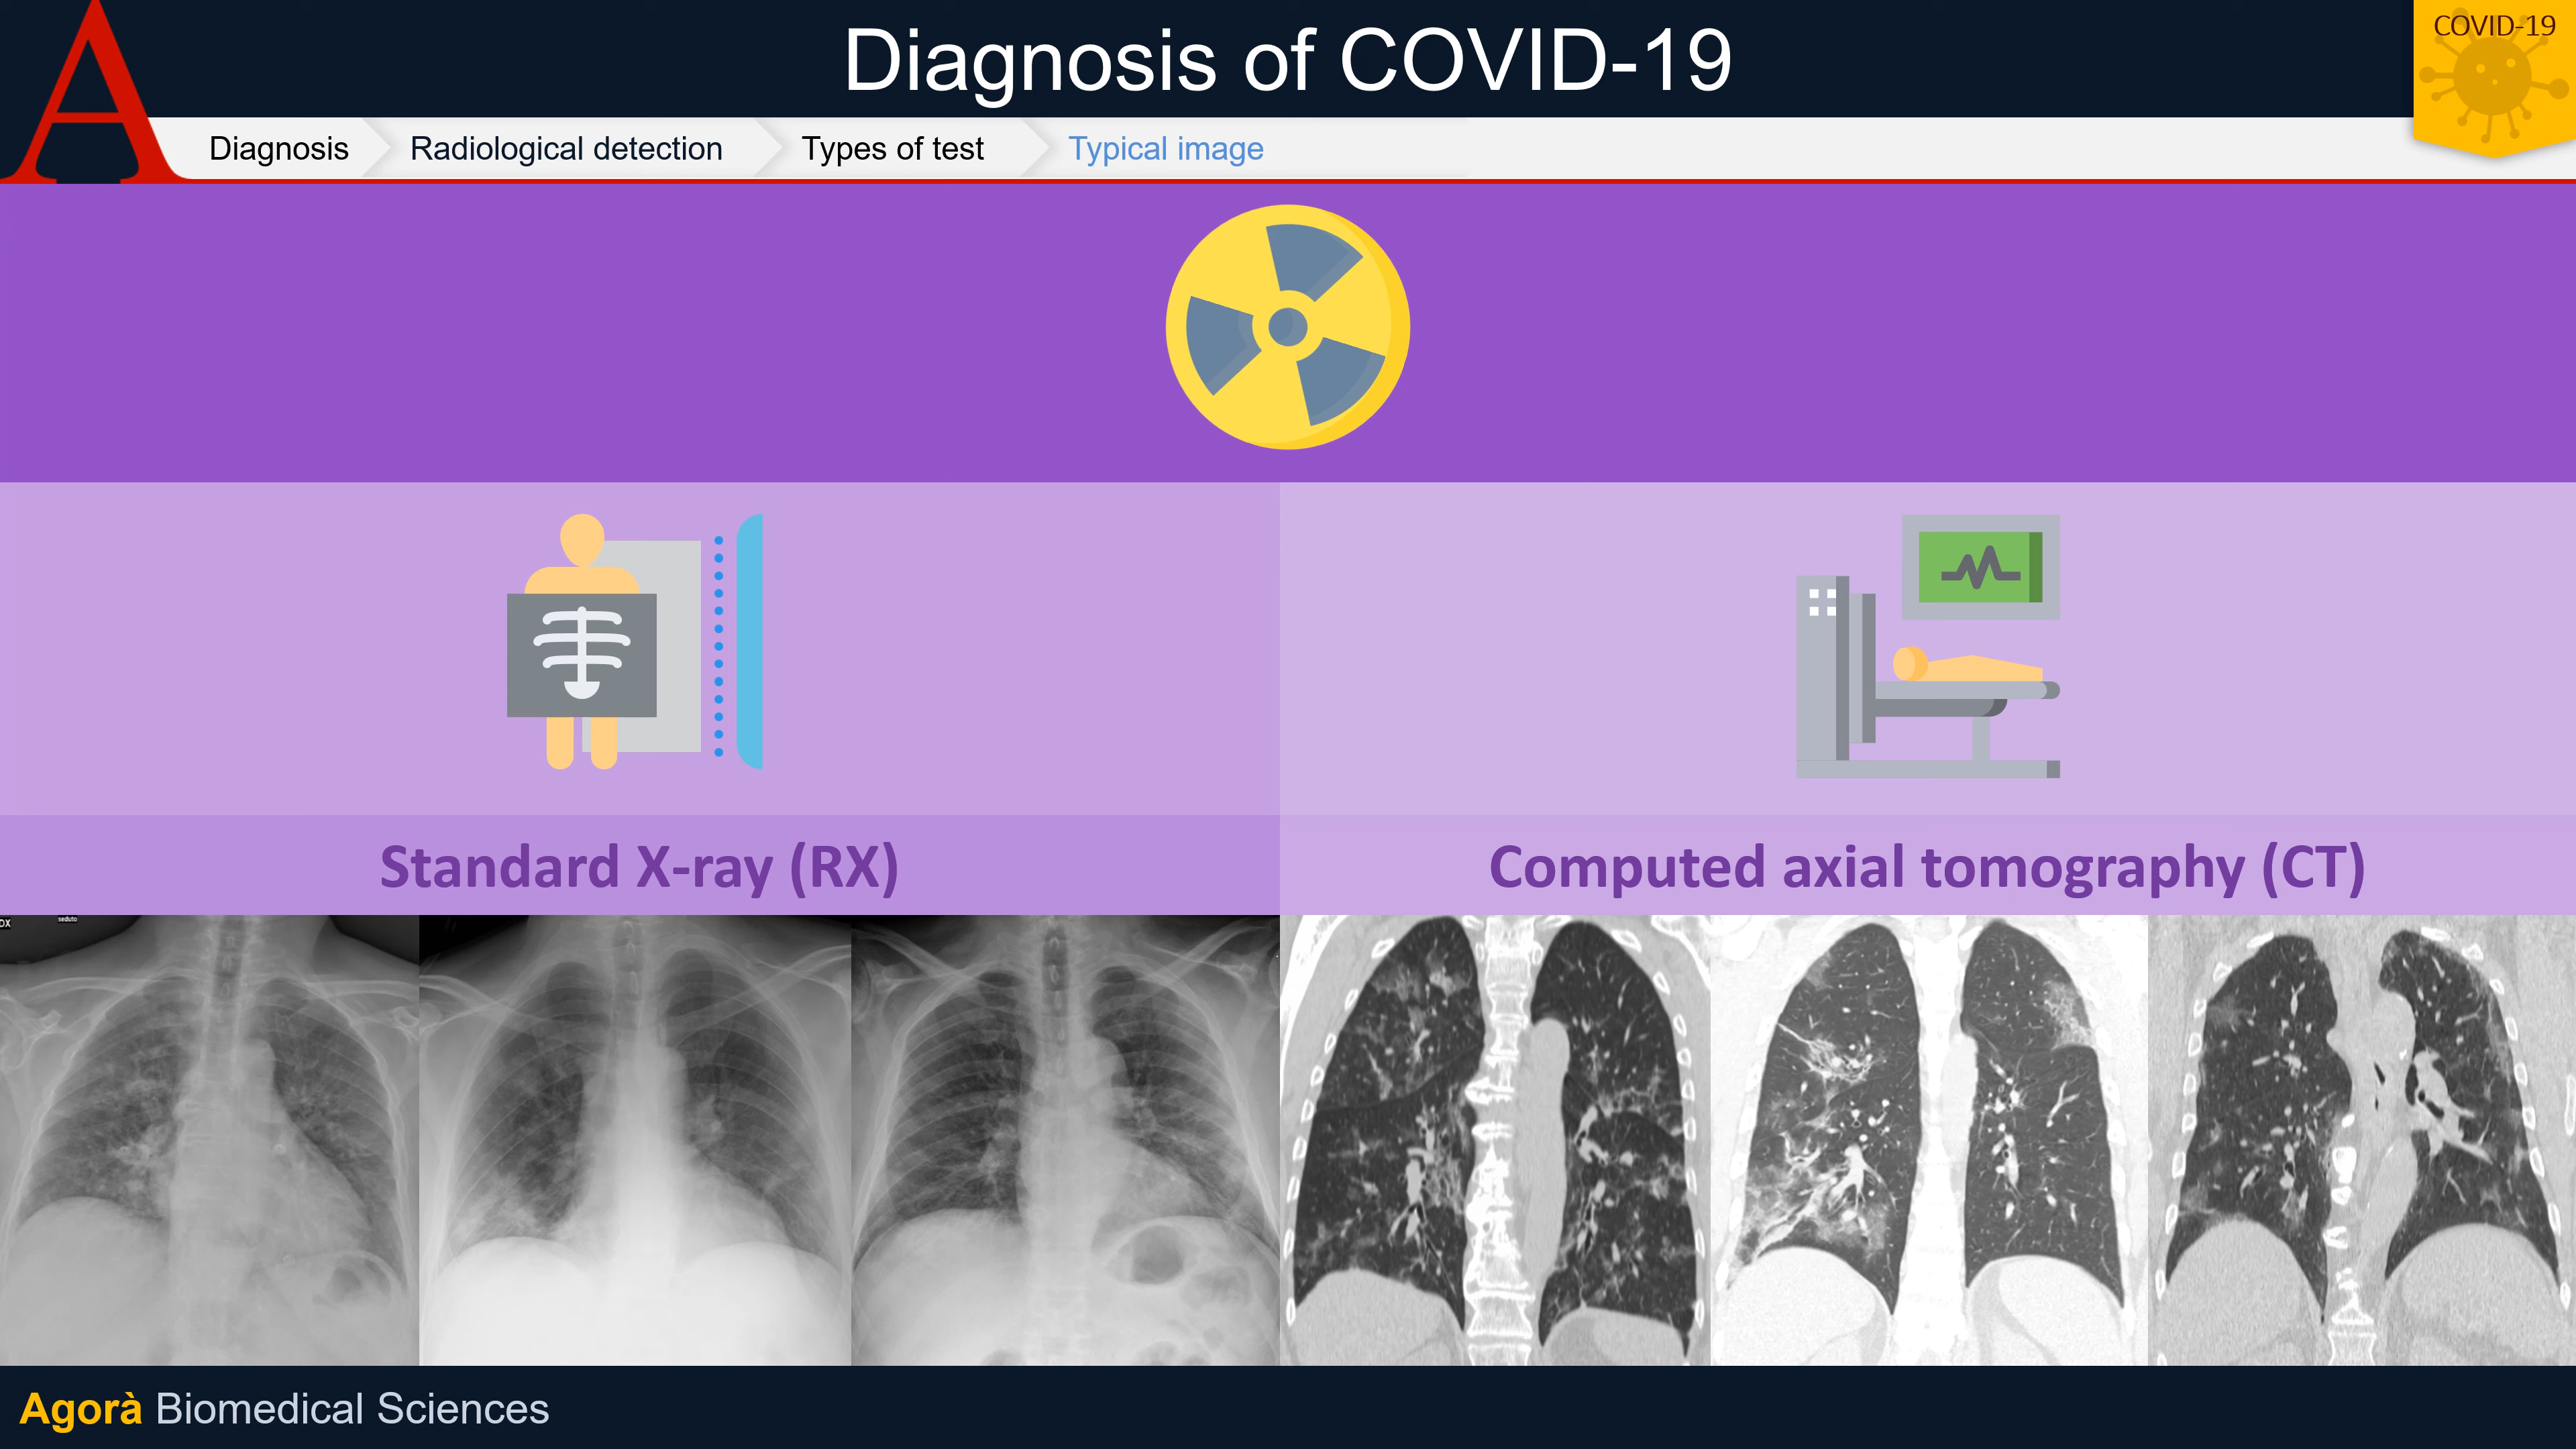 Diagnosis of COVID-19
COVID-19
A
Diagnosis
Radiological detection
Types of test
Typical image
Standard X-ray (RX)
Computed axial tomography (CT)
DX
seduto
Agorà Biomedical Sciences